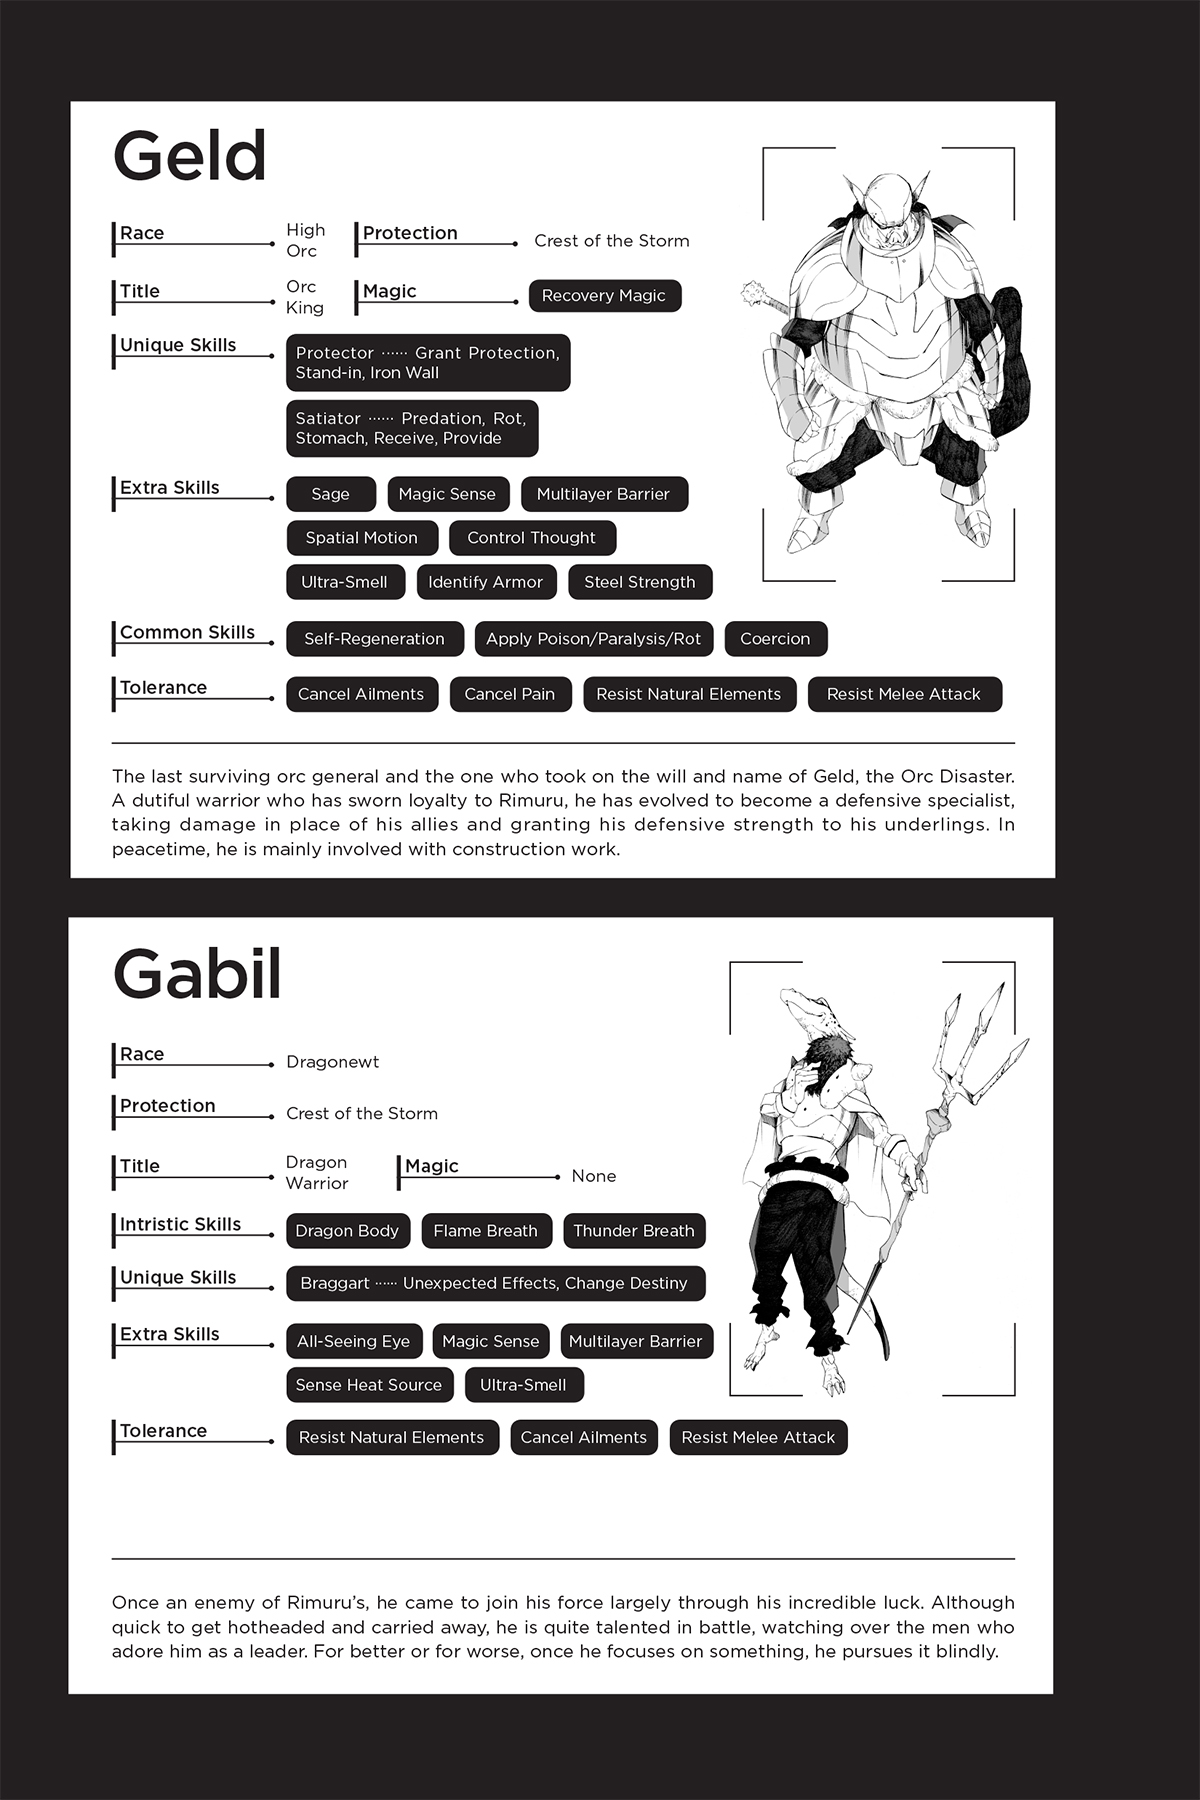 Geld
Race
High
Orc
Protection
Crest of the Storm
Title
Orc
King
Magic
Recovery Magic
Unique Skills
Protector ······ Grant Protection,
Stand-in, Iron Wall
Satiator ······ Predation, Rot,
Stomach, Receive, Provide
Extra Skills
Sage
Magic Sense
Multilayer Barrier
Spatial Motion
Control Thought
Ultra-Smell
Identify Armor
Steel Strength
Common Skills
Self-Regeneration
Apply Poison/Paralysis/Rot
Coercion
Tolerance
Cancel Ailments
Cancel Pain
Resist Natural Elements
Resist Melee Attack
The last surviving orc general and the one who took on the will and name of Geld, the Orc Disaster.
A dutiful warrior who has sworn loyalty to Rimuru, he has evolved to become a defensive specialist,
taking damage in place of his allies and granting his defensive strength to his underlings. In
peacetime, he is mainly involved with construction work.
Gabil
Race
Dragonewt
Protection
Crest of the Storm
Title
Dragon
Warrior
Magic
None
Intristic Skills
Dragon Body
Flame Breath
Thunder Breath
Unique Skills
Braggart ······ Unexpected Effects, Change Destiny
Extra Skills
All-Seeing Eye
Magic Sense
Multilayer Barrier
Sense Heat Source
Ultra-Smell
Tolerance
Resist Natural Elements
Cancel Ailments
Resist Melee Attack
Once an enemy of Rimuru’s, he came to join his force largely through his incredible luck. Although
quick to get hotheaded and carried away, he is quite talented in battle, watching over the men who
adore him as a leader. For better or for worse, once he focuses on something, he pursues it blindly.